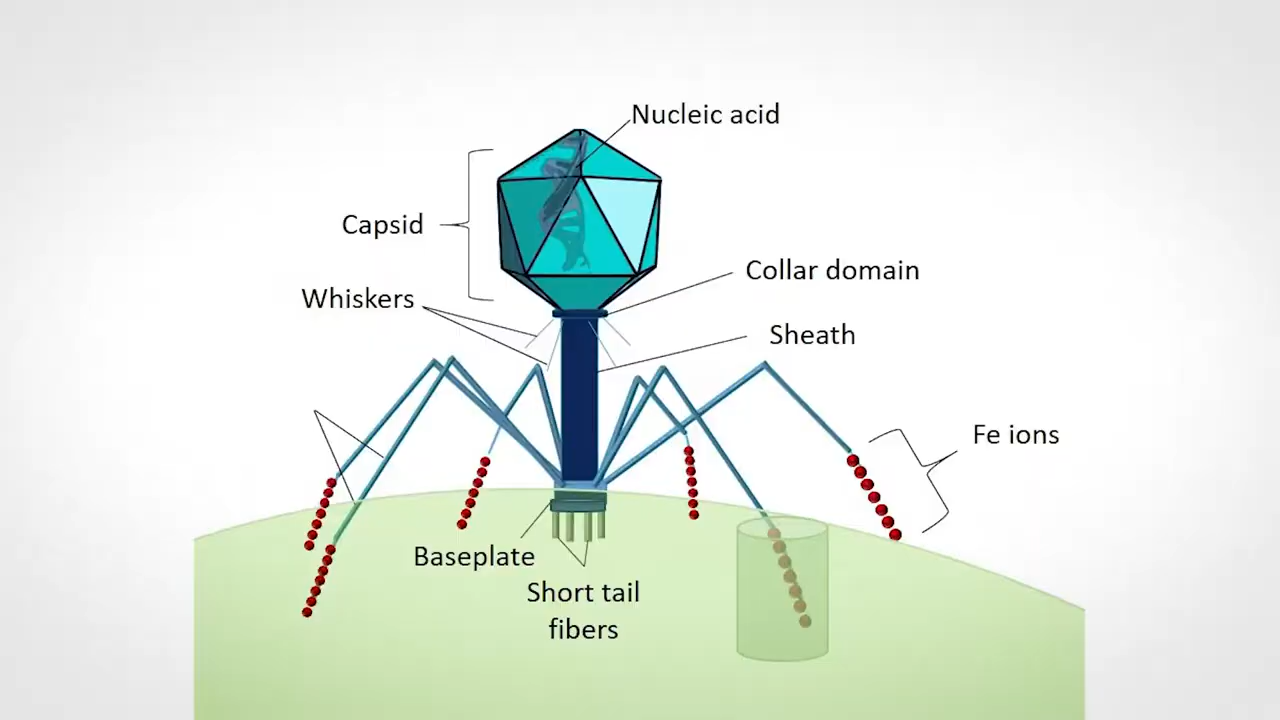 Nucleic acid
Capsid
Collar domain
Whiskers
Sheath
Fe ions
Baseplate
Short tail
fibers